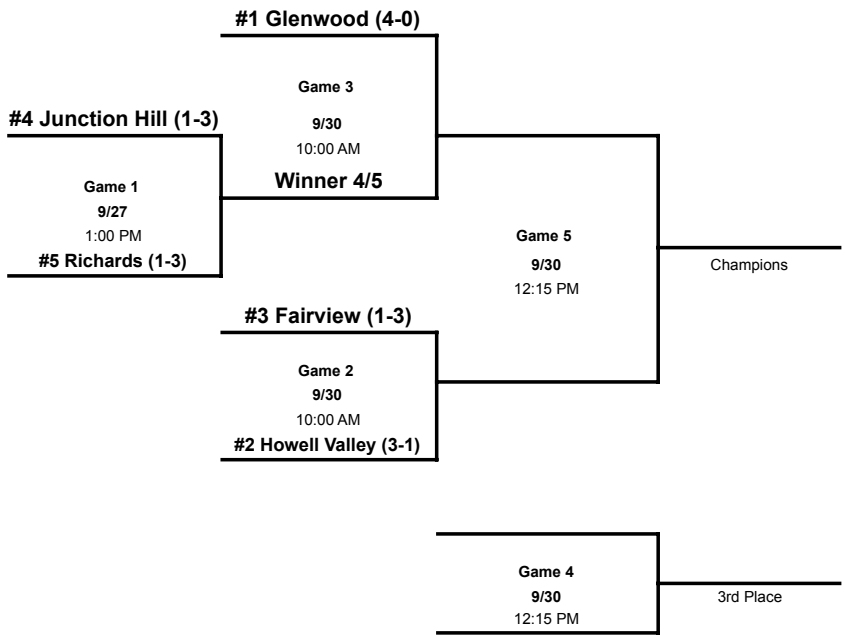 #1 Glenwood (4-0)
Game 3
9/30
10:00 AM
#4 Junction Hill (1-3)
Winner 4/5
Game 1
9/27
1:00 PM
#5 Richards (1-3)
Game 5
9/30
12:15 PM
Champions
#3 Fairview (1-3)
Game 2
9/30
10:00 AM
#2 Howell Valley (3-1)
Game 4
9/30
12:15 PM
3rd Place